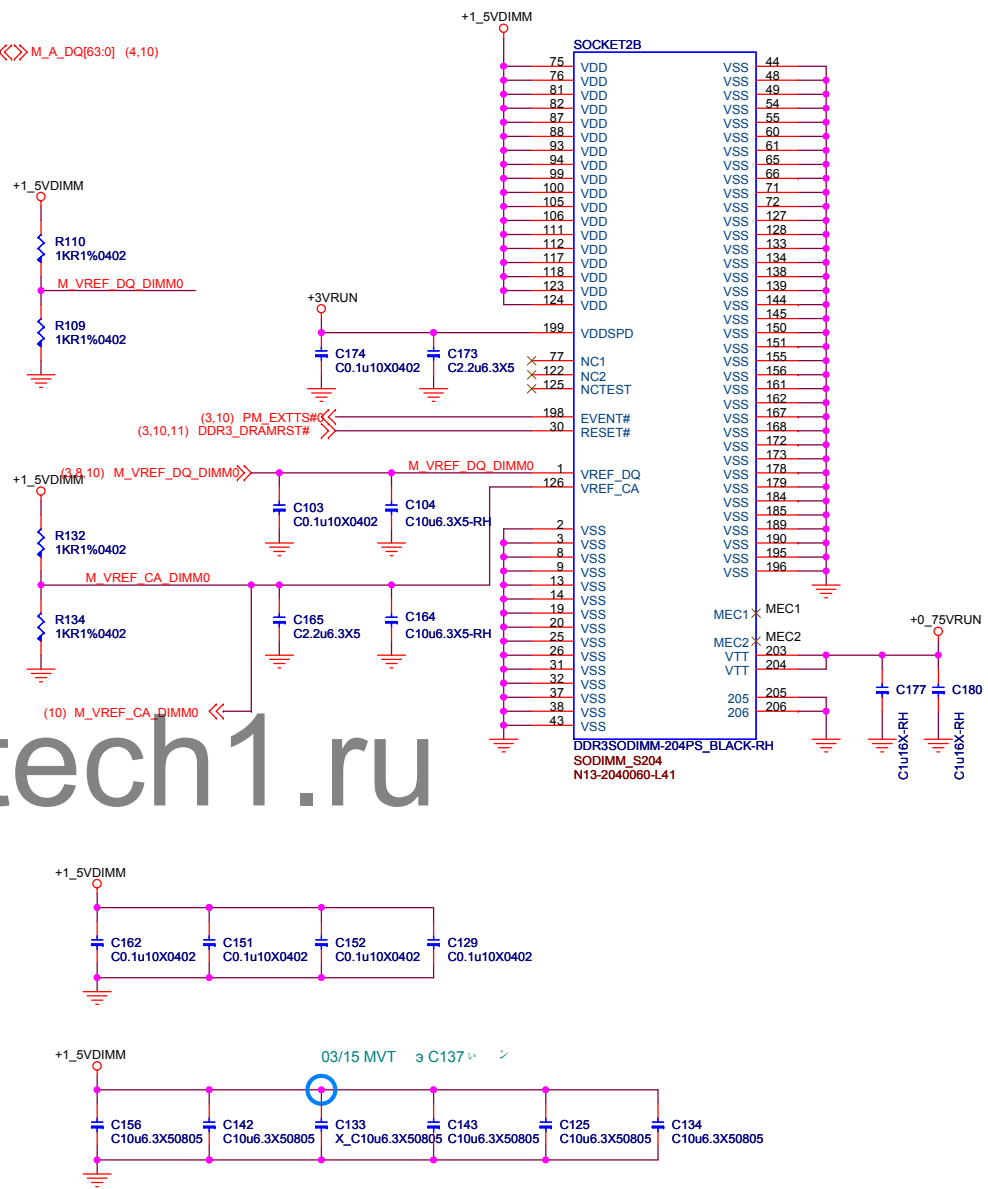 M_A_DQ[63:0] (4,10)
+1_5VDIMM
R110
1KR1%0402
M_VREF_DQ_DIMM0
R109
1KR1%0402
+1_5VDIMM
SOCKET2B
75 VDD VSS 44
76 VDD VSS 48
81 VDD VSS 49
82 VDD VSS 54
87 VDD VSS 55
88 VDD VSS 60
93 VDD VSS 61
94 VDD VSS 65
99 VDD VSS 66
100 VDD VSS 71
105 VDD VSS 72
106 VDD VSS 127
111 VDD VSS 128
112 VDD VSS 133
117 VDD VSS 134
118 VDD VSS 138
123 VDD VSS 139
124 VDD VSS 144
VSS 145
199 VDDSPD VSS 150
VSS 151
77 NC1 VSS 155
122 NC2 VSS 156
125 NCTEST VSS 161
VSS 162
198 EVENT# VSS 167
30 RESET# VSS 168
VSS 172
VSS 173
1 VREF_DQ VSS 178
126 VREF_CA VSS 179
VSS 184
VSS 185
2 VSS VSS 189
3 VSS VSS 190
8 VSS VSS 195
9 VSS VSS 196
13 VSS
14 VSS
19 VSS MEC1 MEC1
20 VSS
25 VSS MEC2 MEC2
26 VSS VTT 203
31 VSS VTT 204
32 VSS
37 VSS 205 205
38 VSS 206 206
43 VSS
DDR3SODIMM-204PS_BLACK-RH
SODIMM_S204
N13-2040060-L41
+3VRUN
C174
C0.1u10X0402
C173
C2.2u6.3X5
(3,10) PM_EXTTS#0
(3,10,11) DDR3_DRAMRST#
(3,8,10) M_VREF_DQ_DIMM0
M_VREF_DQ_DIMM0
C103
C0.1u10X0402
C104
C10u6.3X5-RH
+1_5VDIMM
R132
1KR1%0402
M_VREF_CA_DIMM0
R134
1KR1%0402
C165
C2.2u6.3X5
C164
C10u6.3X5-RH
(10) M_VREF_CA_DIMM0
+0_75VRUN
C177
C1u16X-RH
C180
C1u16X-RH
tech1.ru
+1_5VDIMM
C162
C0.1u10X0402
C151
C0.1u10X0402
C152
C0.1u10X0402
C129
C0.1u10X0402
+1_5VDIMM
03/15 MVT э C137 い ン
C156
C10u6.3X50805
C142
C10u6.3X50805
C133
X_C10u6.3X50805
C143
C10u6.3X50805
C125
C10u6.3X50805
C134
C10u6.3X50805